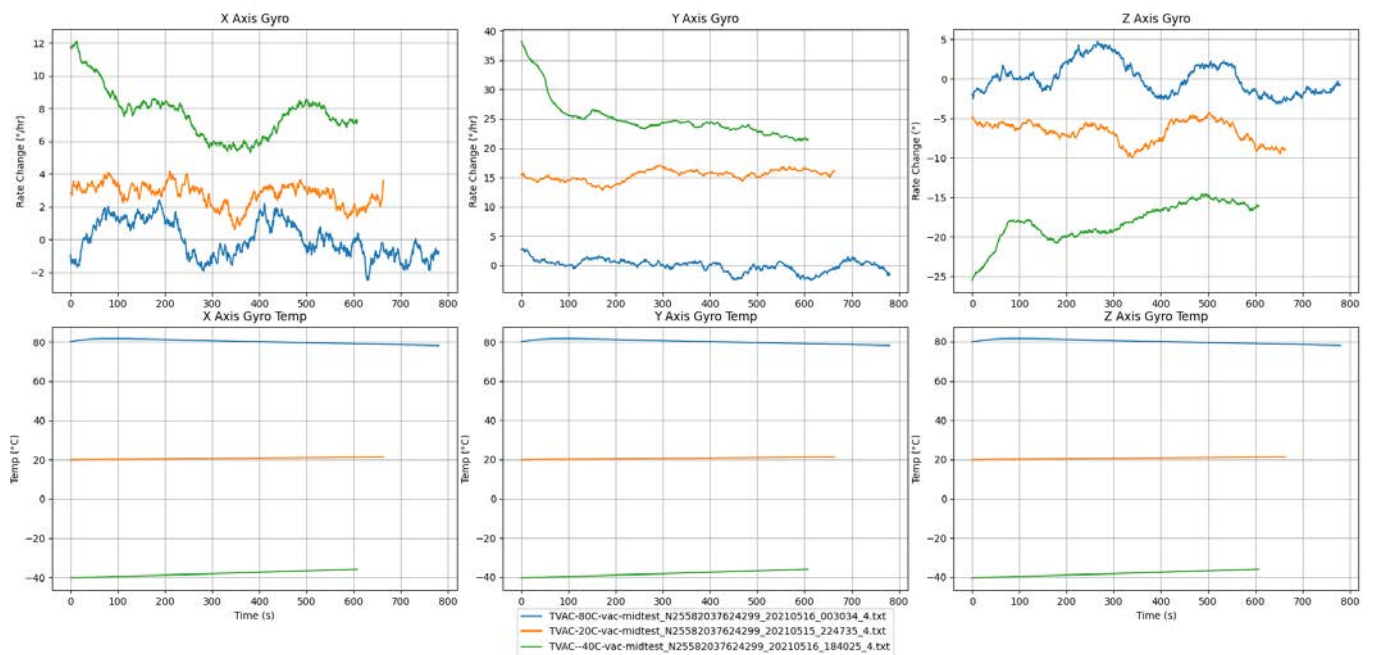 X Axis Gyro
Y Axis Gyro
Z Axis Gyro
Rate Change (°/hr)
12
10
8
6
4
2
0
−2
0 100 200 300 400 500 600 700 800
Rate Change (°/hr)
40
35
30
25
20
15
10
5
0
−5
0 100 200 300 400 500 600 700 800
Rate Change (°)
5
0
−5
−10
−15
−20
−25
0 100 200 300 400 500 600 700 800
X Axis Gyro Temp
Y Axis Gyro Temp
Z Axis Gyro Temp
Temp (°C)
80
60
40
20
0
−20
−40
0 100 200 300 400 500 600 700 800
Time (s)
Temp (°C)
80
60
40
20
0
−20
−40
0 100 200 300 400 500 600 700 800
Temp (°C)
80
60
40
20
0
−20
−40
0 100 200 300 400 500 600 700 800
Time (s)
TVAC-80C-vac-midtest_N25582037624299_20210516_003034_4.txt
TVAC-20C-vac-midtest_N25582037624299_20210515_224735_4.txt
TVAC--40C-vac-midtest_N25582037624299_20210516_184025_4.txt